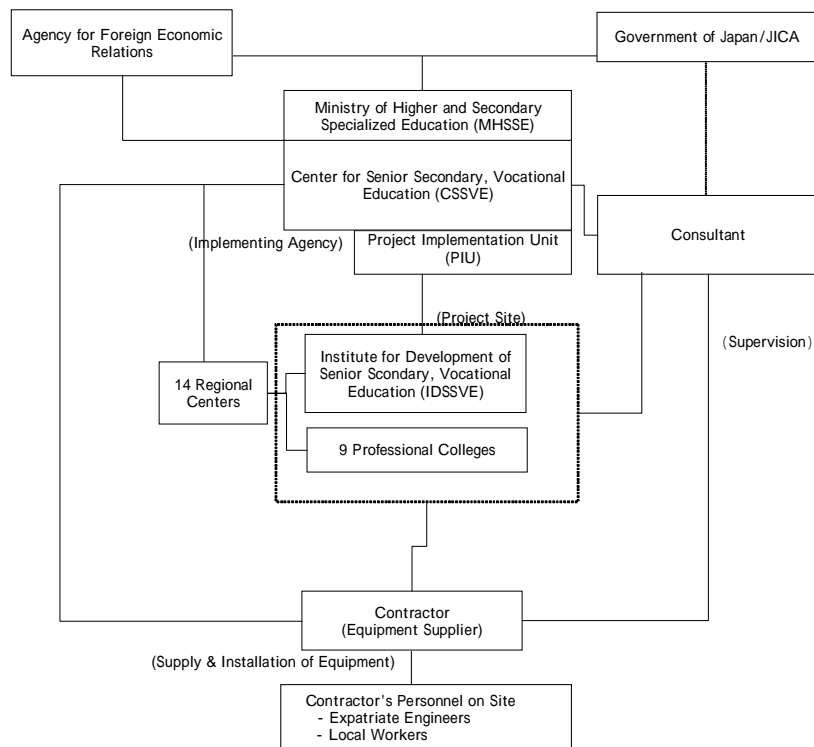 Agency for Foreign Economic
Relations
Government of Japan/JICA
Ministry of Higher and Secondary
Specialized Education (MHSSE)
Center for Senior Secondary, Vocational
Education (CSSVE)
(Implementing Agency)
Project Implementation Unit
(PIU)
Consultant
(Project Site)
(Supervision)
Institute for Development of
Senior Scondary, Vocational
Education (IDSSVE)
14 Regional
Centers
9 Professional Colleges
Contractor
(Equipment Supplier)
(Supply & Installation of Equipment)
Contractor's Personnel on Site
- Expatriate Engineers
- Local Workers